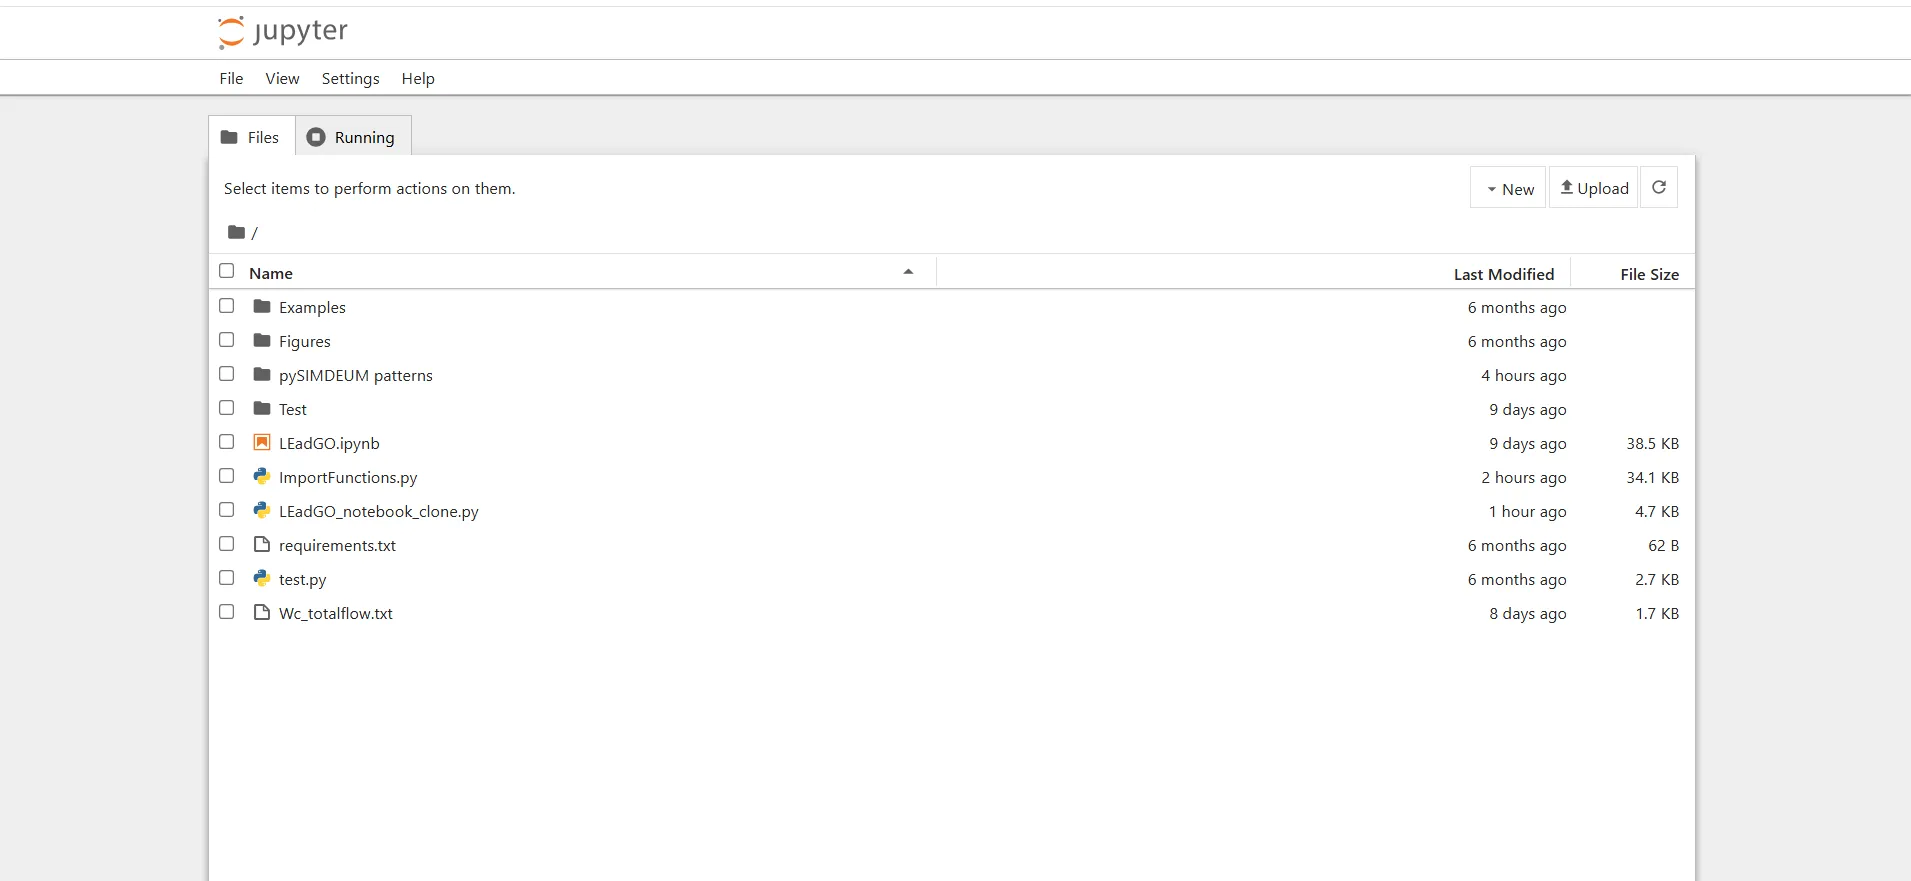 jupyter
File View Settings Help
Files Running
Select items to perform actions on them. New Upload
/
Name Last Modified File Size
Examples 6 months ago
Figures 6 months ago
pySIMDEUM patterns 4 hours ago
Test 9 days ago
LEadGO.ipynb 9 days ago 38.5 KB
ImportFunctions.py 2 hours ago 34.1 KB
LEadGO_notebook_clone.py 1 hour ago 4.7 KB
requirements.txt 6 months ago 62 B
test.py 6 months ago 2.7 KB
Wc_totalflow.txt 8 days ago 1.7 KB